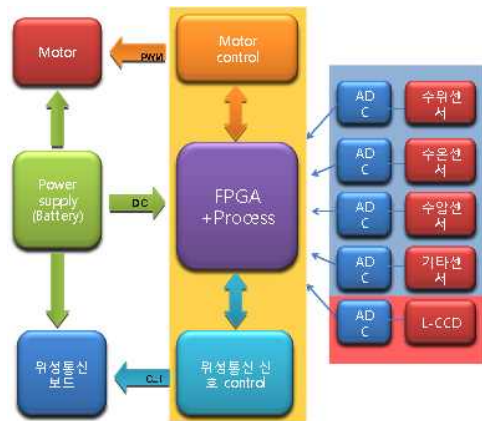 Motor
PWM
Motor
control
AD
C
수위센
서
AD
C
수온센
서
Power
supply
(Battery)
DC
FPGA
+Process
AD
C
수압센
서
AD
C
기타센
서
AD
C
L-CCD
위성통신
보드
위성통신 신
호 control